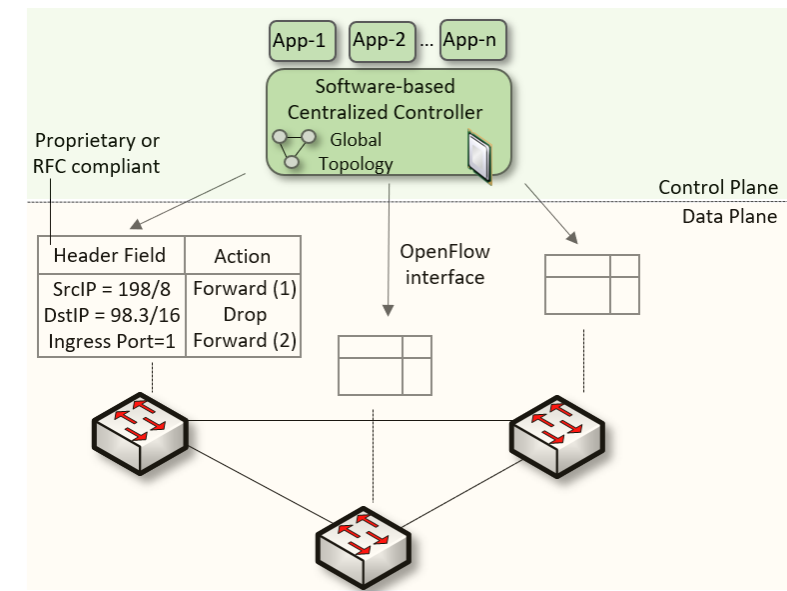 App-1 App-2 ... App-n
Software-based
Centralized Controller
Global
Topology
Proprietary or
RFC compliant
Control Plane
Data Plane
OpenFlow
interface
Header Field Action
SrcIP = 198/8 Forward (1)
DstIP = 98.3/16 Drop
Ingress Port=1 Forward (2)